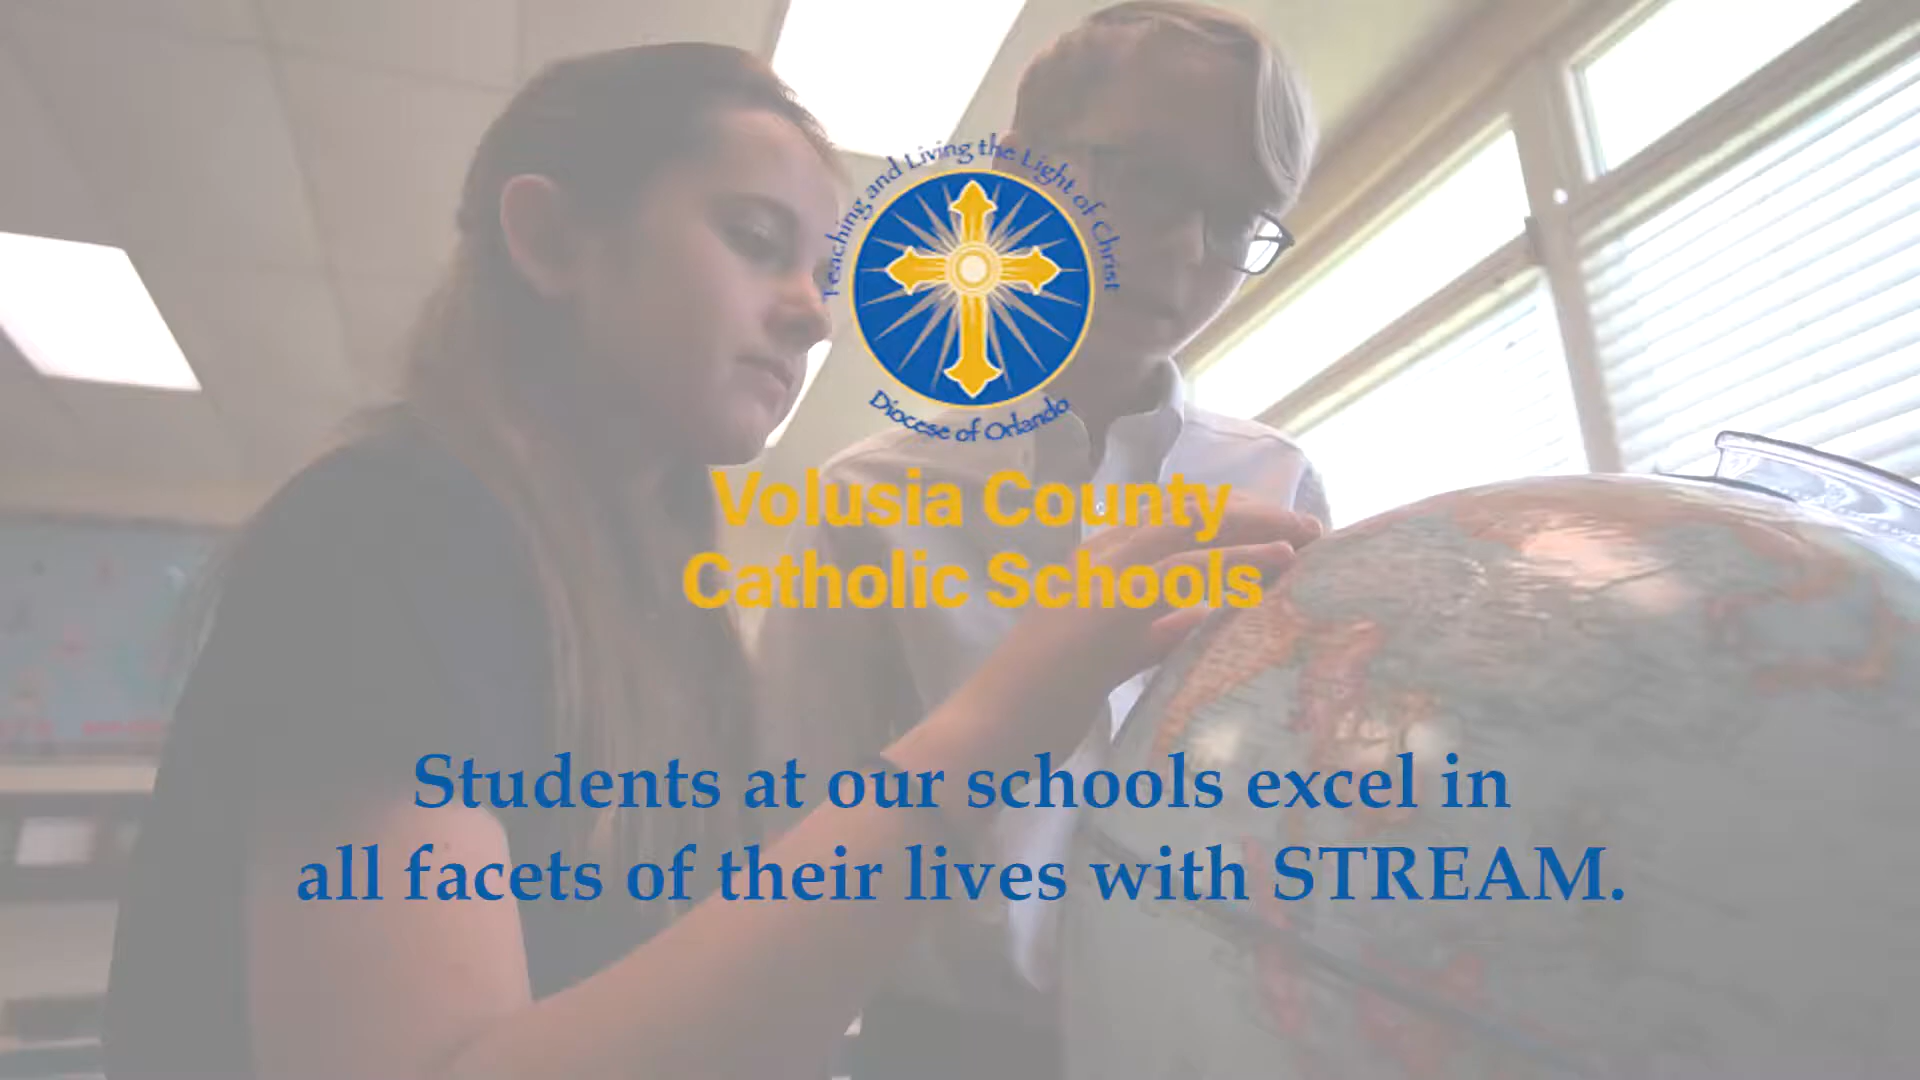 Teaching and Living the Light of Christ
Diocese of Orlando
Volusia County
Catholic Schools
Students at our schools excel in
all facets of their lives with STREAM.